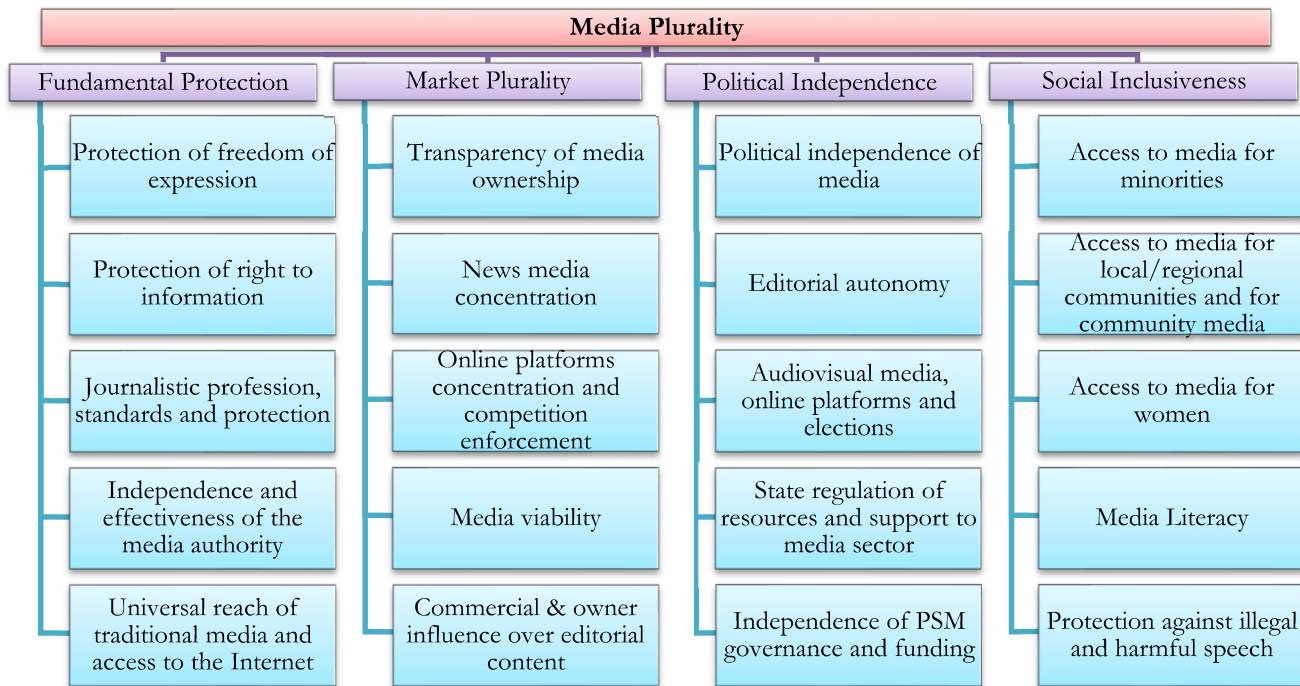 Media Plurality
Fundamental Protection
Protection of freedom of
expression
Protection of right to
information
Journalistic profession,
standards and protection
Independence and
effectiveness of the
media authority
Universal reach of
traditional media and
access to the Internet
Market Plurality
Transparency of media
ownership
News media
concentration
Online platforms
concentration and
competition
enforcement
Media viability
Commercial & owner
influence over editorial
content
Political Independence
Political independence of
media
Editorial autonomy
Audiovisual media,
online platforms and
elections
State regulation of
resources and support to
media sector
Independence of PSM
governance and funding
Social Inclusiveness
Access to media for
minorities
Access to media for
local/regional
communities and for
community media
Access to media for
women
Media Literacy
Protection against illegal
and harmful speech